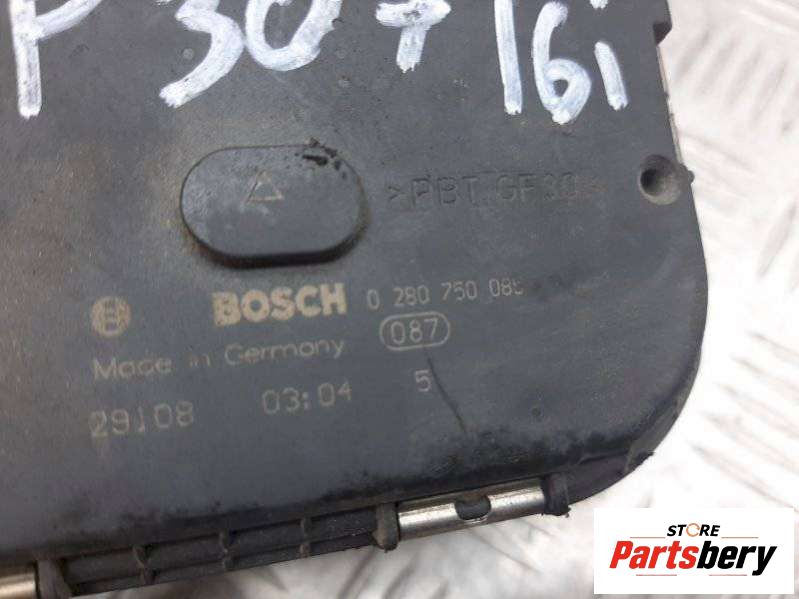 P 307 16i
>PBT GF30<
BOSCH 0 280 750 085
087
Made in Germany
29108 03:04 5
STORE
Partsbery